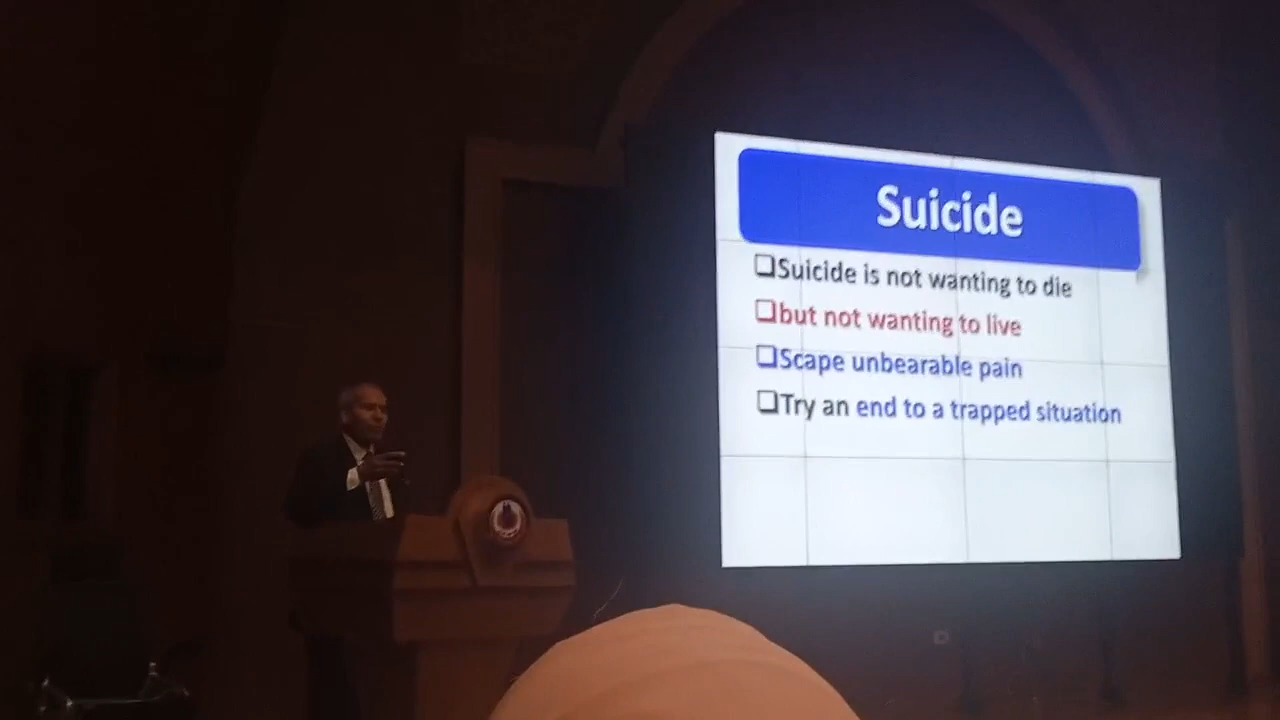 Suicide
❑Suicide is not wanting to die
❑but not wanting to live
❑Scape unbearable pain
❑Try an end to a trapped situation